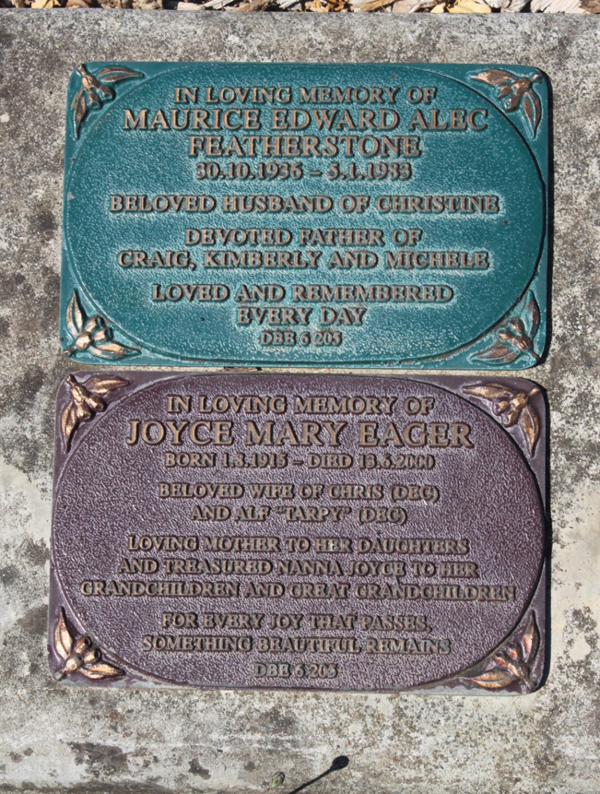 IN LOVING MEMORY OF
MAURICE EDWARD ALEC
FEATHERSTONE
30.10.1936 – 5.1.1983
BELOVED HUSBAND OF CHRISTINE
DEVOTED FATHER OF
CRAIG, KIMBERLY AND MICHELE
LOVED AND REMEMBERED
EVERY DAY
DBB 6 205
IN LOVING MEMORY OF
JOYCE MARY EAGER
BORN 1.3.1915 – DIED 13.6.2000
BELOVED WIFE OF CHRIS (DEC)
AND ALF "TARPY" (DEC)
LOVING MOTHER TO HER DAUGHTERS
AND TREASURED NANNA JOYCE TO HER
GRANDCHILDREN AND GREAT GRANDCHILDREN
FOR EVERY JOY THAT PASSES,
SOMETHING BEAUTIFUL REMAINS
DBB 6 205